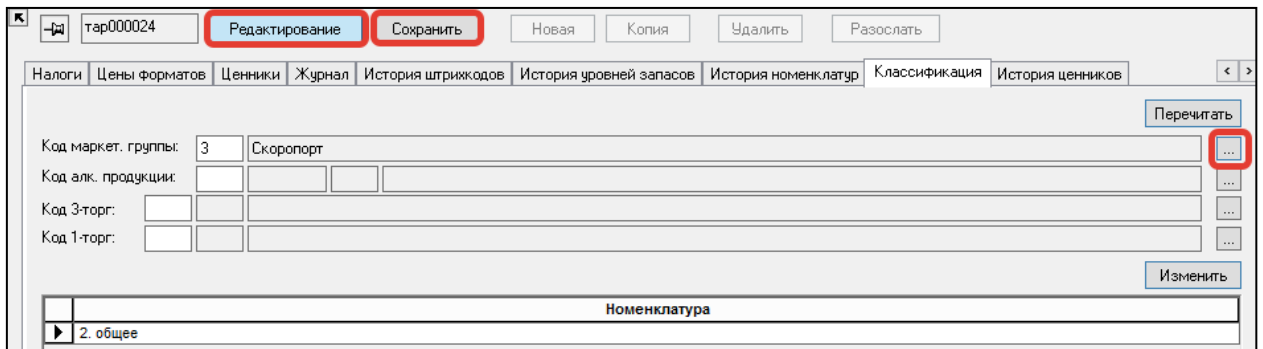 тар000024 Редактирование Сохранить Новая Копия Удалить Разослать
Налоги Цены форматов Ценники Журнал История штрихкодов История уровней запасов История номенклатур Классификация История ценников < >
Перечитать
Код маркет. группы: 3 Скоропорт ...
Код алк. продукции: ...
Код 3-торг: ...
Код 1-торг: ...
Изменить
Номенклатура
2. общее